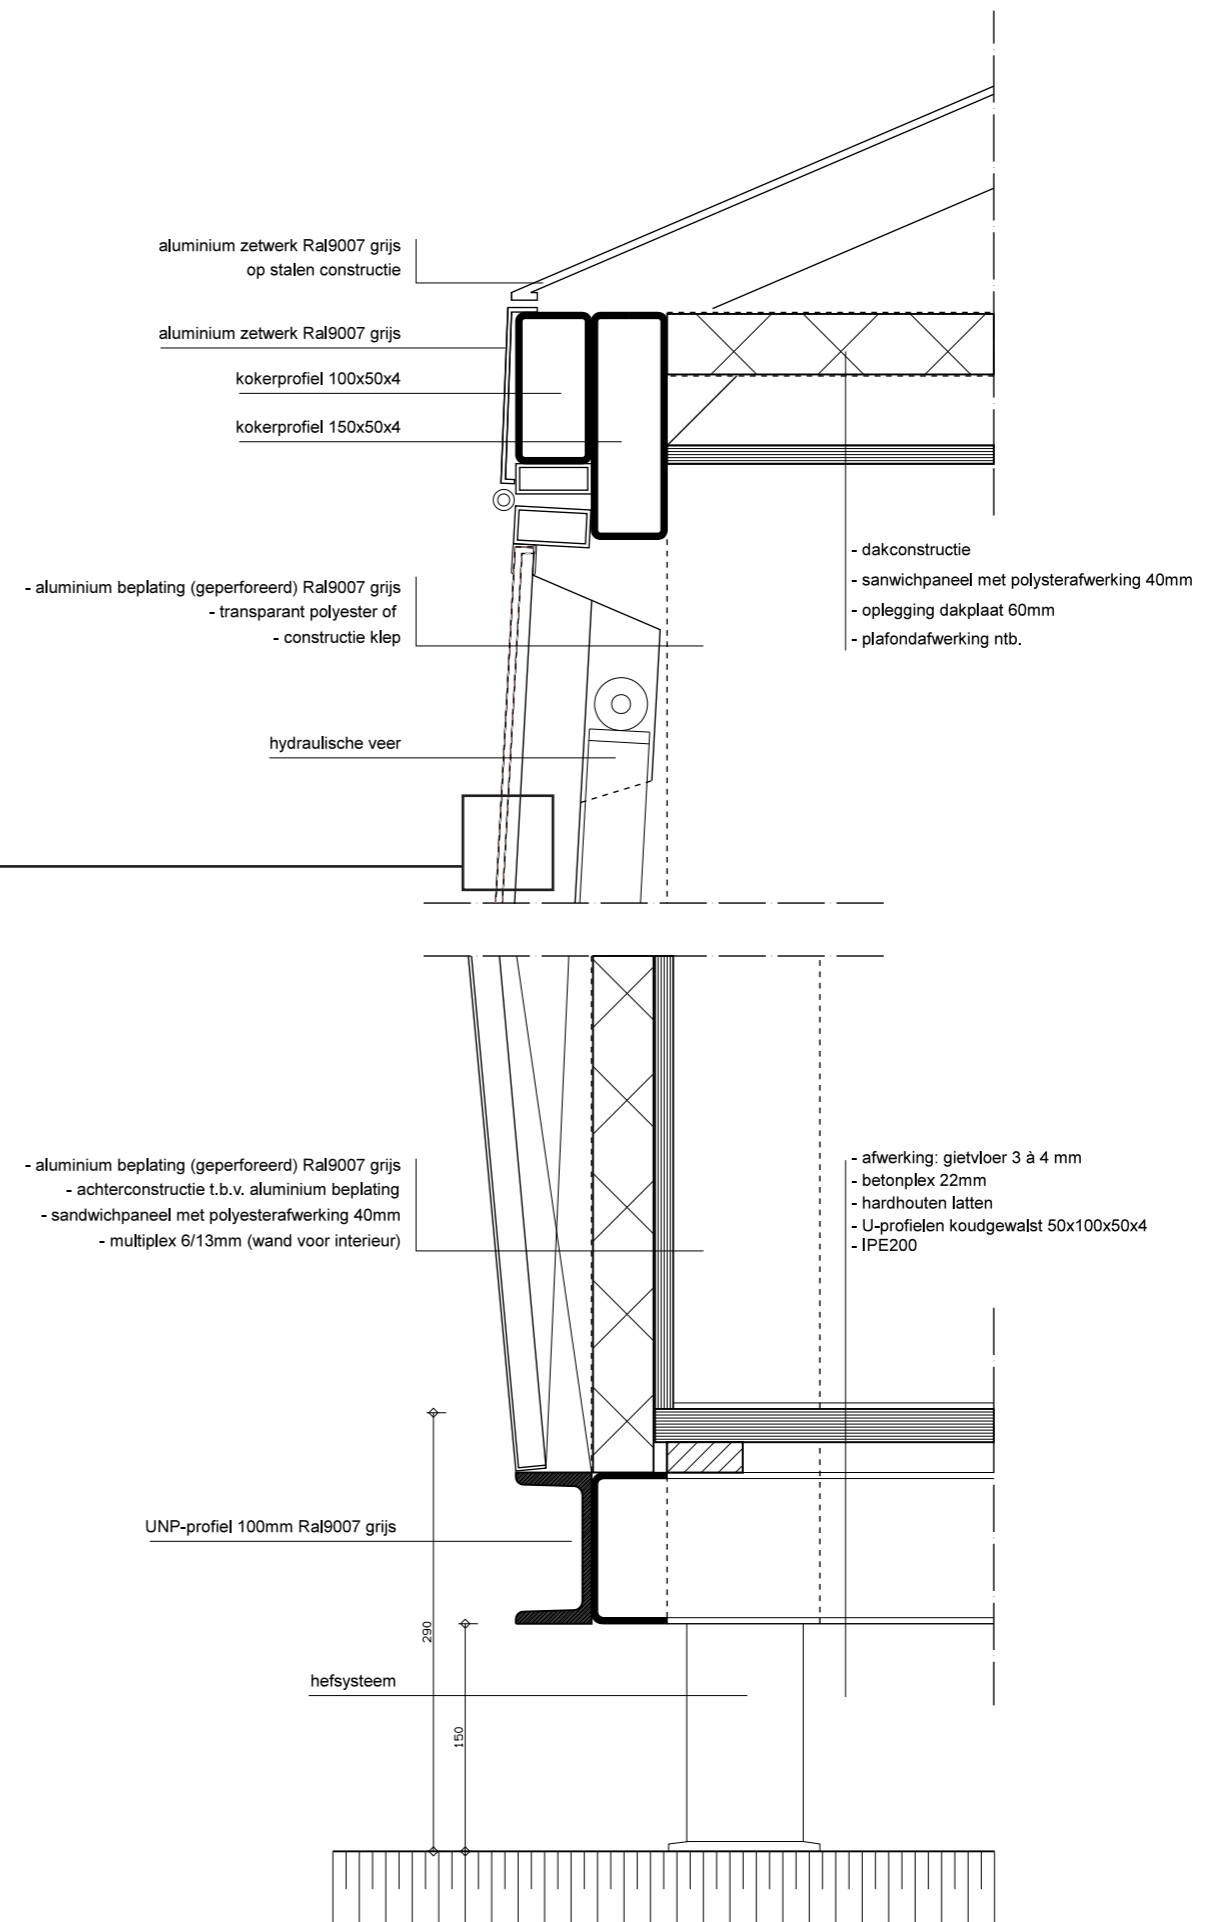 aluminium zetwerk Ral9007 grijs
op stalen constructie
aluminium zetwerk Ral9007 grijs
kokerprofiel 100x50x4
kokerprofiel 150x50x4
- dakconstructie
- sanwichpaneel met polysterafwerking 40mm
- oplegging dakplaat 60mm
- plafondafwerking ntb.
- aluminium beplating (geperforeerd) Ral9007 grijs
- transparant polyester of
- constructie klep
hydraulische veer
- aluminium beplating (geperforeerd) Ral9007 grijs
- achterconstructie t.b.v. aluminium beplating
- sandwichpaneel met polyesterafwerking 40mm
- multiplex 6/13mm (wand voor interieur)
- afwerking: gietvloer 3 à 4 mm
- betonplex 22mm
- hardhouten latten
- U-profielen koudgewalst 50x100x50x4
- IPE200
UNP-profiel 100mm Ral9007 grijs
290
hefsysteem
150